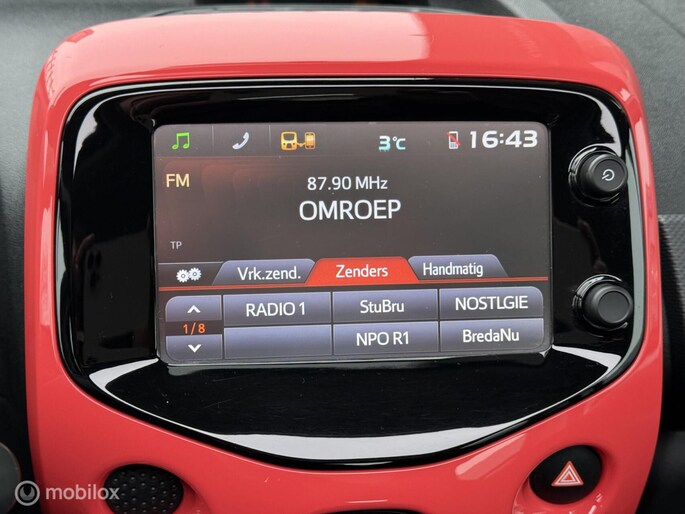 3°C 16:43
FM
87.90 MHz
OMROEP
TP
Vrk.zend. Zenders Handmatig
RADIO 1 StuBru NOSTLGIE
1/8
NPO R1 BredaNu
mobilox